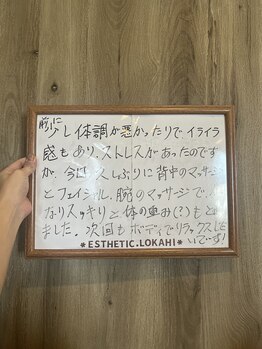 前に
少し体調が悪かったりで、イライラ
感もあり、ストレスがあったのです
が、今回久しぶりに背中のマッサージ
とフェイシャル、腕のマッサージで、か
なりスッキリと体の重み(?)もと
れました。次回もボディでリラックスした
いでーす!
*ESTHETIC.LOKAHI*